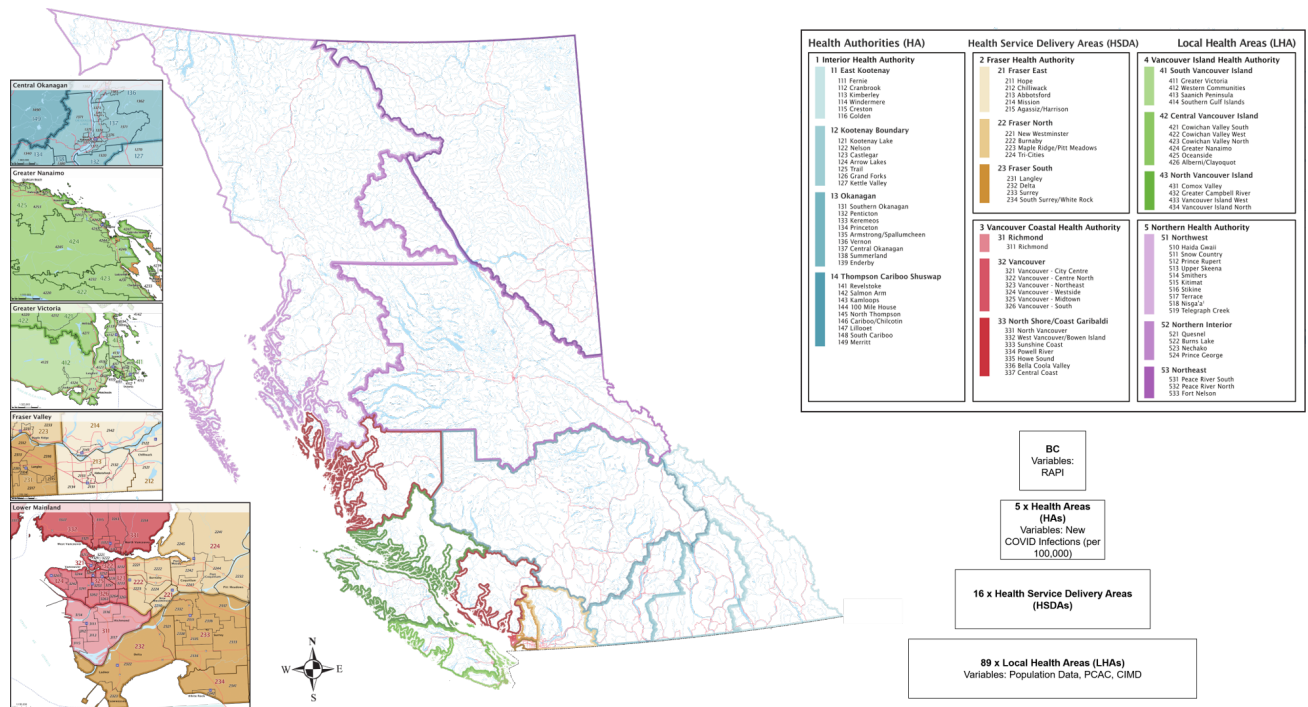 Central Okanagan
Greater Nanaimo
Greater Victoria
Fraser Valley
Lower Mainland
N
W
E
S
Health Authorities (HA)
Health Service Delivery Areas (HSDA)
Local Health Areas (LHA)
1 Interior Health Authority
11 East Kootenay
111 Fernie
112 Cranbrook
113 Kimberley
114 Windermere
115 Creston
116 Golden
12 Kootenay Boundary
121 Kootenay Lake
122 Nelson
123 Castlegar
124 Arrow Lakes
125 Trail
126 Grand Forks
127 Kettle Valley
13 Okanagan
131 Southern Okanagan
132 Penticton
133 Keremeos
134 Princeton
135 Armstrong/Spallumcheen
136 Vernon
137 Central Okanagan
138 Summerland
139 Enderby
14 Thompson Cariboo Shuswap
141 Revelstoke
142 Salmon Arm
143 Kamloops
144 100 Mile House
145 North Thompson
146 Cariboo/Chilcotin
147 Lillooet
148 South Cariboo
149 Merritt
2 Fraser Health Authority
21 Fraser East
211 Hope
212 Chilliwack
213 Abbotsford
214 Mission
215 Agassiz/Harrison
22 Fraser North
221 New Westminster
222 Burnaby
223 Maple Ridge/Pitt Meadows
224 Tri-Cities
23 Fraser South
231 Langley
232 Delta
233 Surrey
234 South Surrey/White Rock
3 Vancouver Coastal Health Authority
31 Richmond
311 Richmond
32 Vancouver
321 Vancouver - City Centre
322 Vancouver - Centre North
323 Vancouver - Northeast
324 Vancouver - Westside
325 Vancouver - Midtown
326 Vancouver - South
33 North Shore/Coast Garibaldi
331 North Vancouver
332 West Vancouver/Bowen Island
333 Sunshine Coast
334 Powell River
335 Howe Sound
336 Bella Coola Valley
337 Central Coast
4 Vancouver Island Health Authority
41 South Vancouver Island
411 Greater Victoria
412 Western Communities
413 Saanich Peninsula
414 Southern Gulf Islands
42 Central Vancouver Island
421 Cowichan Valley South
422 Cowichan Valley West
423 Cowichan Valley North
424 Greater Nanaimo
425 Oceanside
426 Alberni/Clayoquot
43 North Vancouver Island
431 Comox Valley
432 Greater Campbell River
433 Vancouver Island West
434 Vancouver Island North
5 Northern Health Authority
51 Northwest
510 Haida Gwaii
511 Snow Country
512 Prince Rupert
513 Upper Skeena
514 Smithers
515 Kitimat
516 Stikine
517 Terrace
518 Nisga'a'
519 Telegraph Creek
52 Northern Interior
521 Quesnel
522 Burns Lake
523 Nechako
524 Prince George
53 Northeast
531 Peace River South
532 Peace River North
533 Fort Nelson
BC
Variables:
RAPI
5 x Health Areas
(HAs)
Variables: New
COVID Infections (per
100,000)
16 x Health Service Delivery Areas
(HSDAs)
89 x Local Health Areas (LHAs)
Variables: Population Data, PCAC, CIMD